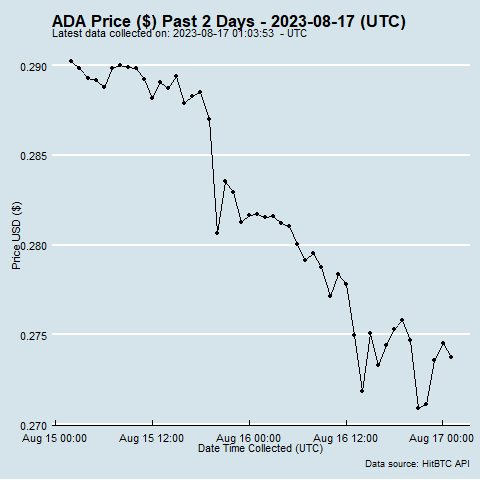 ADA Price ($) Past 2 Days - 2023-08-17 (UTC)
Latest data collected on: 2023-08-17 01:03:53 - UTC
0.290
0.285
0.280
0.275
0.270
Price USD ($)
Aug 15 00:00 Aug 15 12:00 Aug 16 00:00 Aug 16 12:00 Aug 17 00:00
Date Time Collected (UTC)
Data source: HitBTC API